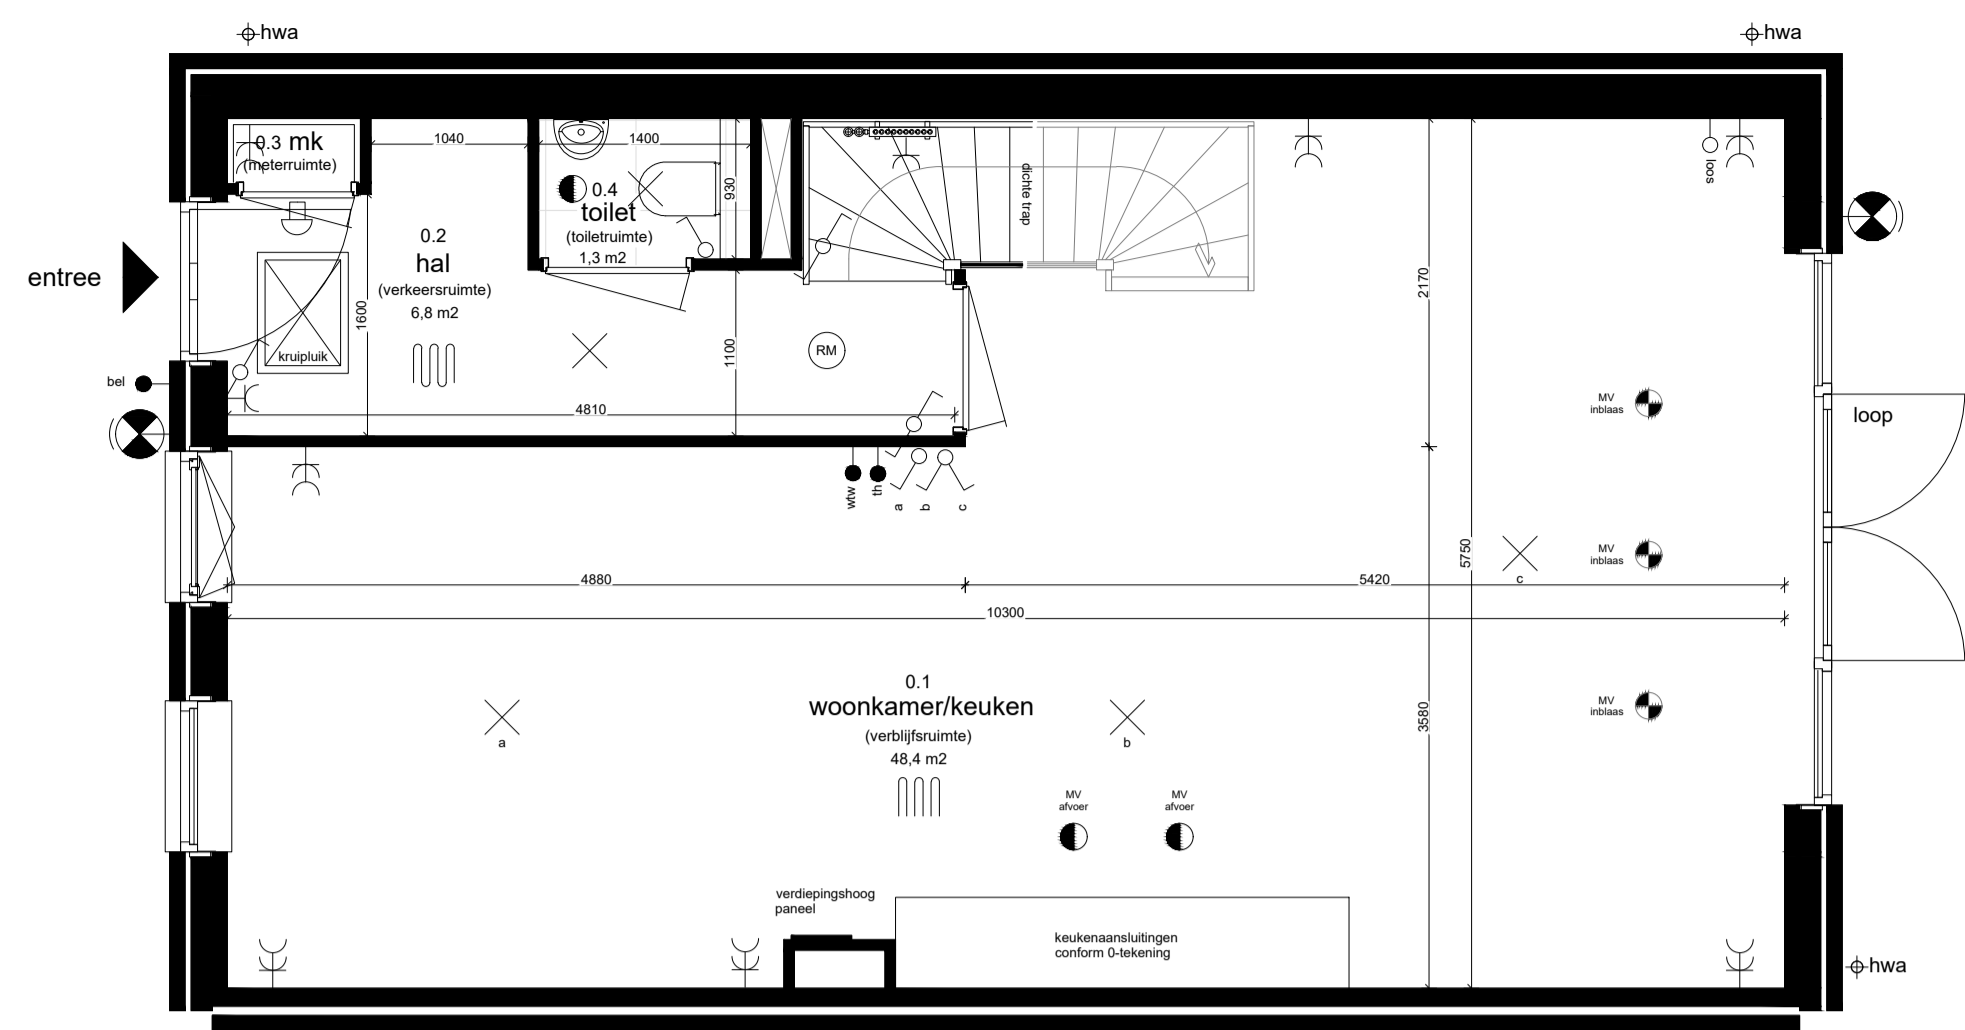 hwa
hwa
0.3 mk
(meterruimte)
1040
1400
930
0.4
toilet
(toiletruimte)
1,3 m2
dichte trap
loos
0.2
hal
(verkeersruimte)
6,8 m2
entree
1600
kruipluik
1100
RM
2170
bel
4810
MV
inblaas
loop
wtw
th
a
b
c
5750
MV
inblaas
c
4880
5420
10300
0.1
woonkamer/keuken
(verblijfsruimte)
48,4 m2
a
b
3580
MV
inblaas
MV
afvoer
MV
afvoer
verdiepingshoog
paneel
keukenaansluitingen
conform 0-tekening
hwa